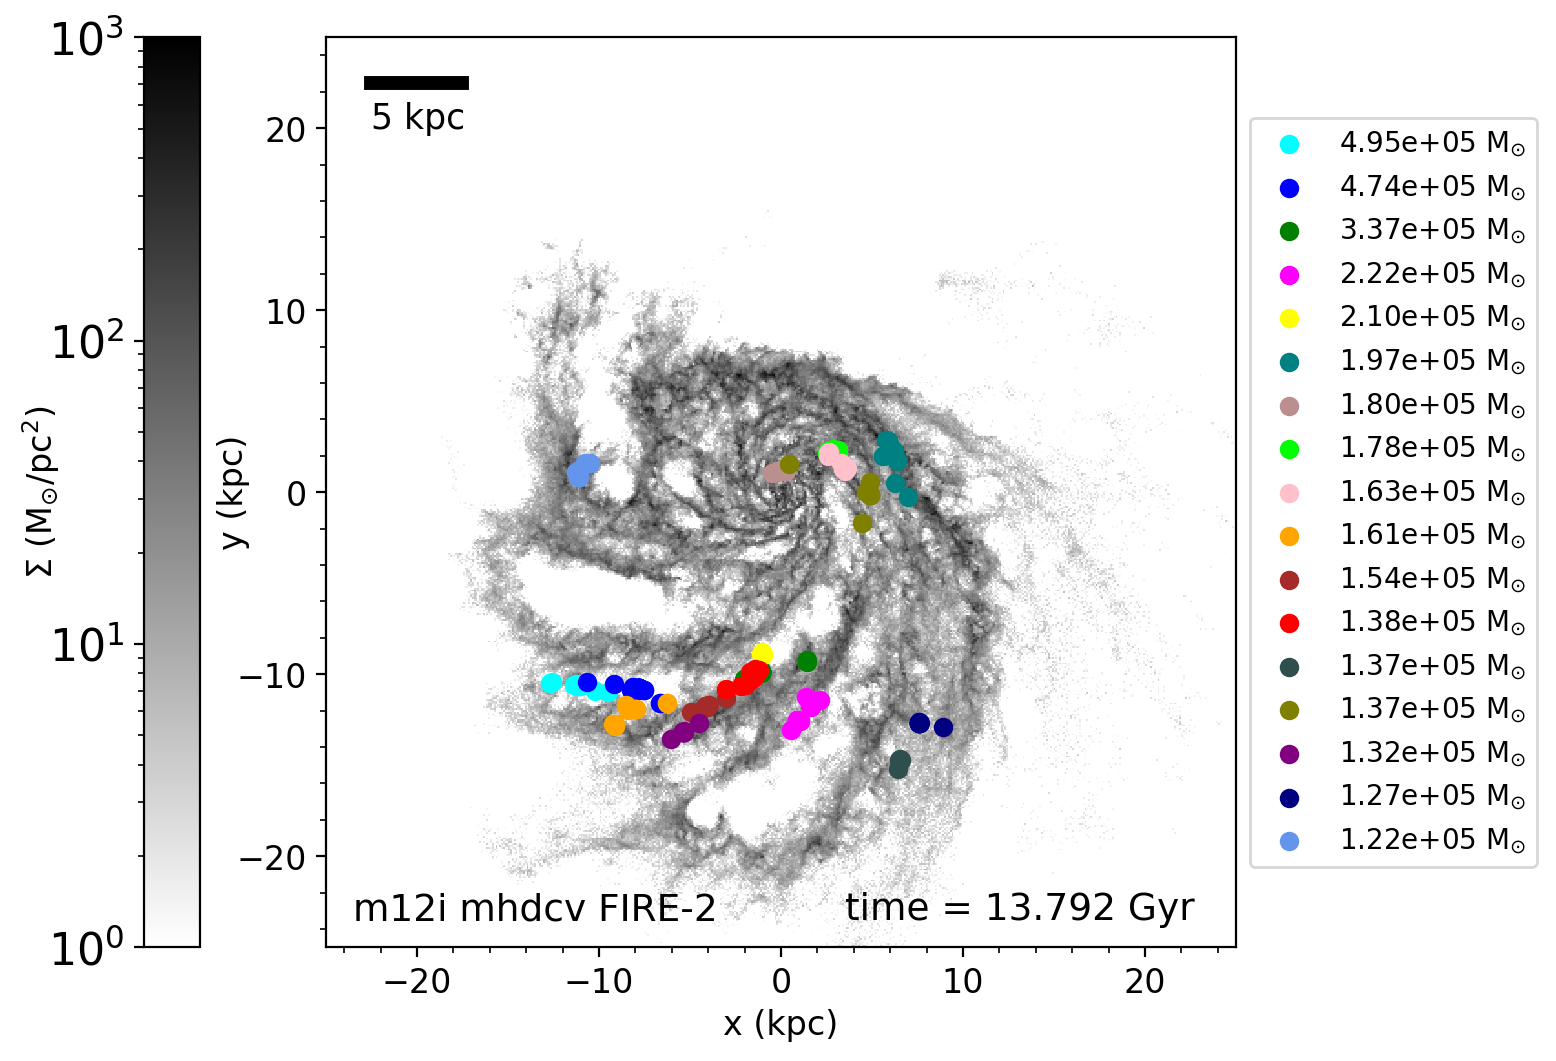 10³
10²
10¹
10⁰
Σ (M⊙/pc²)
20
10
0
−10
−20
y (kpc)
5 kpc
m12i mhdcv FIRE-2
time = 13.792 Gyr
−20 −10 0 10 20
x (kpc)
4.95e+05 M⊙
4.74e+05 M⊙
3.37e+05 M⊙
2.22e+05 M⊙
2.10e+05 M⊙
1.97e+05 M⊙
1.80e+05 M⊙
1.78e+05 M⊙
1.63e+05 M⊙
1.61e+05 M⊙
1.54e+05 M⊙
1.38e+05 M⊙
1.37e+05 M⊙
1.37e+05 M⊙
1.32e+05 M⊙
1.27e+05 M⊙
1.22e+05 M⊙